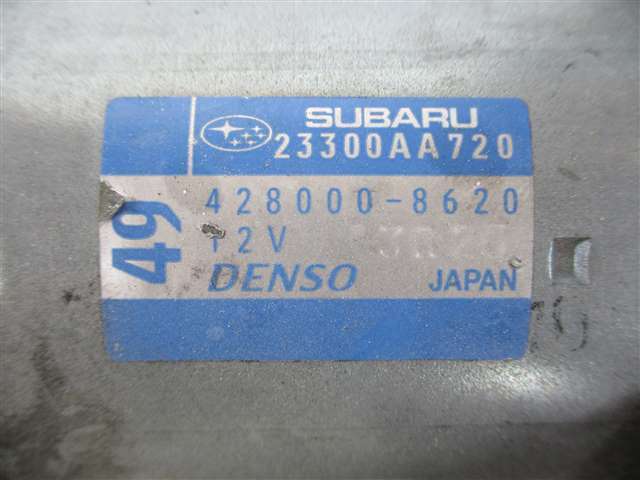 SUBARU
23300AA720
49
428000-8620
12V
DENSO JAPAN